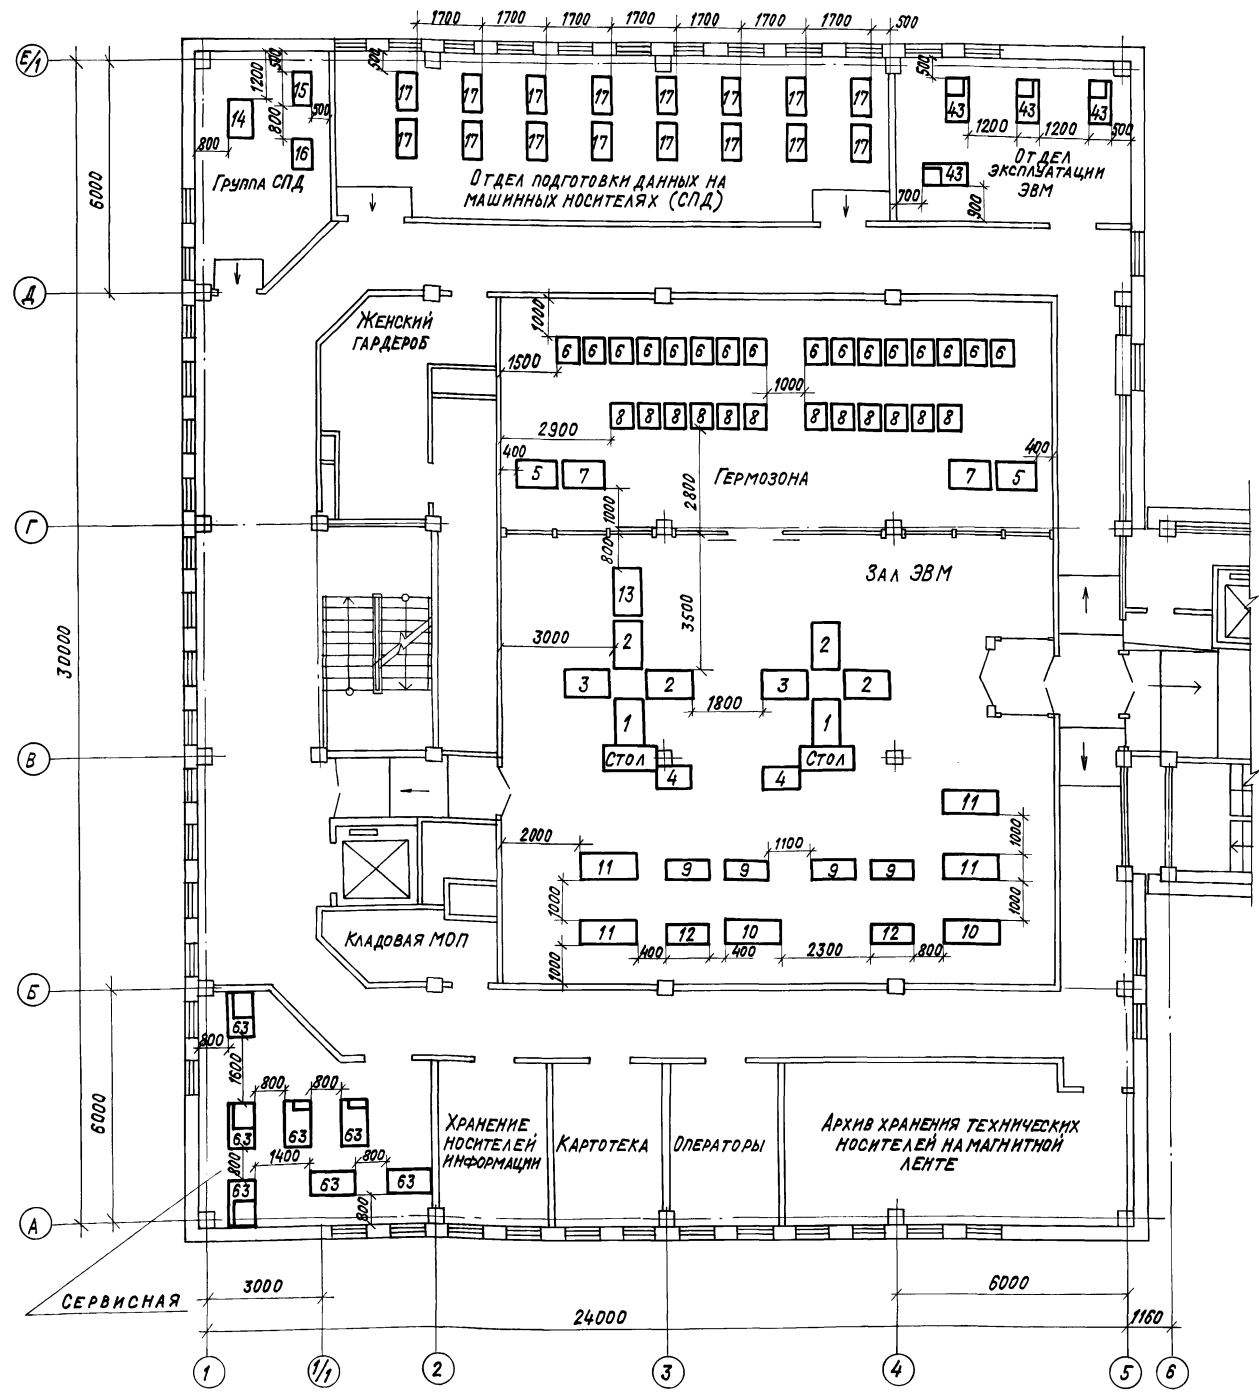 1700 1700 1700 1700 1700 1700 1700 500
Е/1
500 1200 500 500 500
15 14 17 17 17 17 17 17 17 17 43 43 43
800 500 1200 1200 500
16 17 17 17 17 17 17 17 17
800
Группа СПД
Отдел подготовки данных на
машинных носителях (СПД)
Отдел
эксплуатации
ЭВМ
43
700 900
6000
Д
Женский
гардероб
1000
6 6 6 6 6 6 6 6 6 6 6 6 6 6 6 6
1500 1000
8 8 8 8 8 8 8 8 8 8 8 8
2900
400 400
5 7 7 5
Гермозона
2800
1000
Г
800
Зал ЭВМ
13
3500
30000
3000
2 2
3 2 3 2
1800
1 1
В
Стол Стол
4 4
11
2000 1100 1000
11 9 9 9 9 11
1000 1000
11 12 10 12 10
Кладовая МОП
400 400 2300 800
1000
Б
63
800
1600
800 800
63 63 63
6000
800 1400 800
63 63 63
800
Хранение
носителей
информации
Картотека
Операторы
Архив хранения технических
носителей на магнитной
ленте
А
Сервисная
3000 6000
24000 1160
1 1/1 2 3 4 5 6